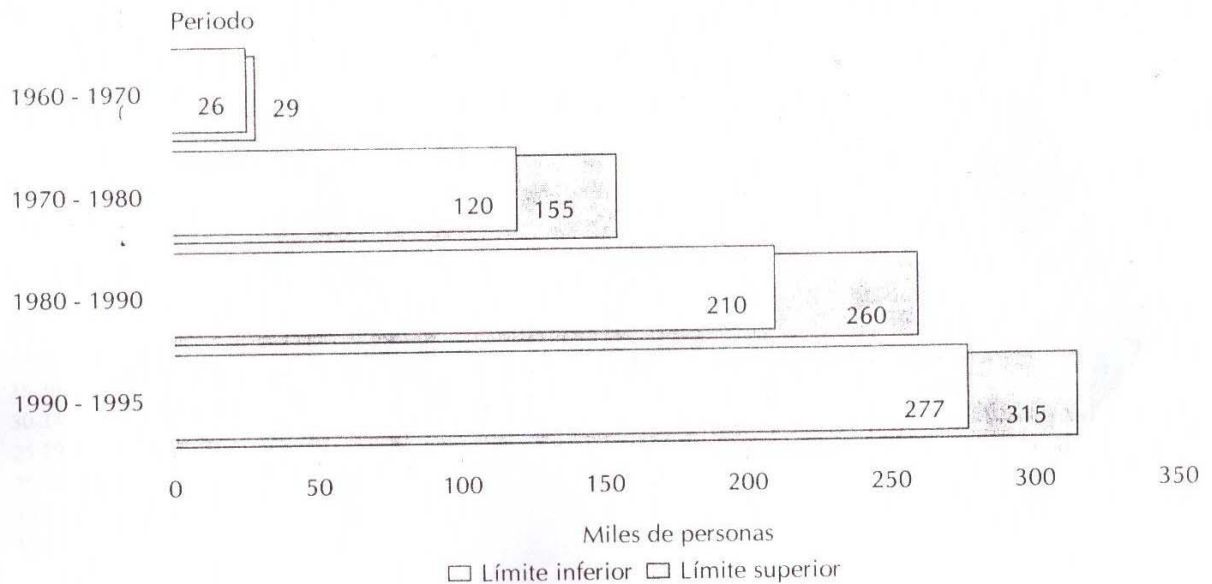 Periodo
1960 - 1970 26 29
1970 - 1980 120 155
1980 - 1990 210 260
1990 - 1995 277 315
0 50 100 150 200 250 300 350
Miles de personas
Límite inferior Límite superior